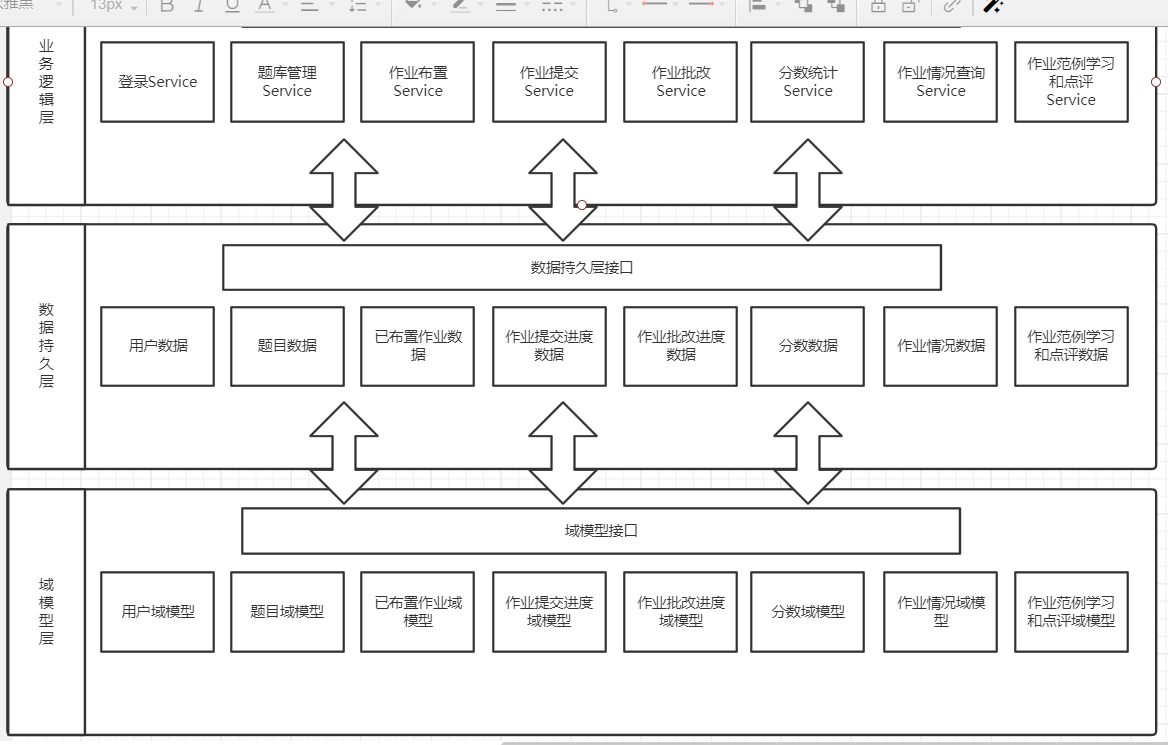 13px
B I U A
业
务
逻
辑
层
登录Service
题库管理
Service
作业布置
Service
作业提交
Service
作业批改
Service
分数统计
Service
作业情况查询
Service
作业范例学习
和点评
Service
数据持久层接口
数
据
持
久
层
用户数据
题目数据
已布置作业数
据
作业提交进度
数据
作业批改进度
数据
分数数据
作业情况数据
作业范例学习
和点评数据
域模型接口
域
模
型
层
用户域模型
题目域模型
已布置作业域
模型
作业提交进度
域模型
作业批改进度
域模型
分数域模型
作业情况域模
型
作业范例学习
和点评域模型